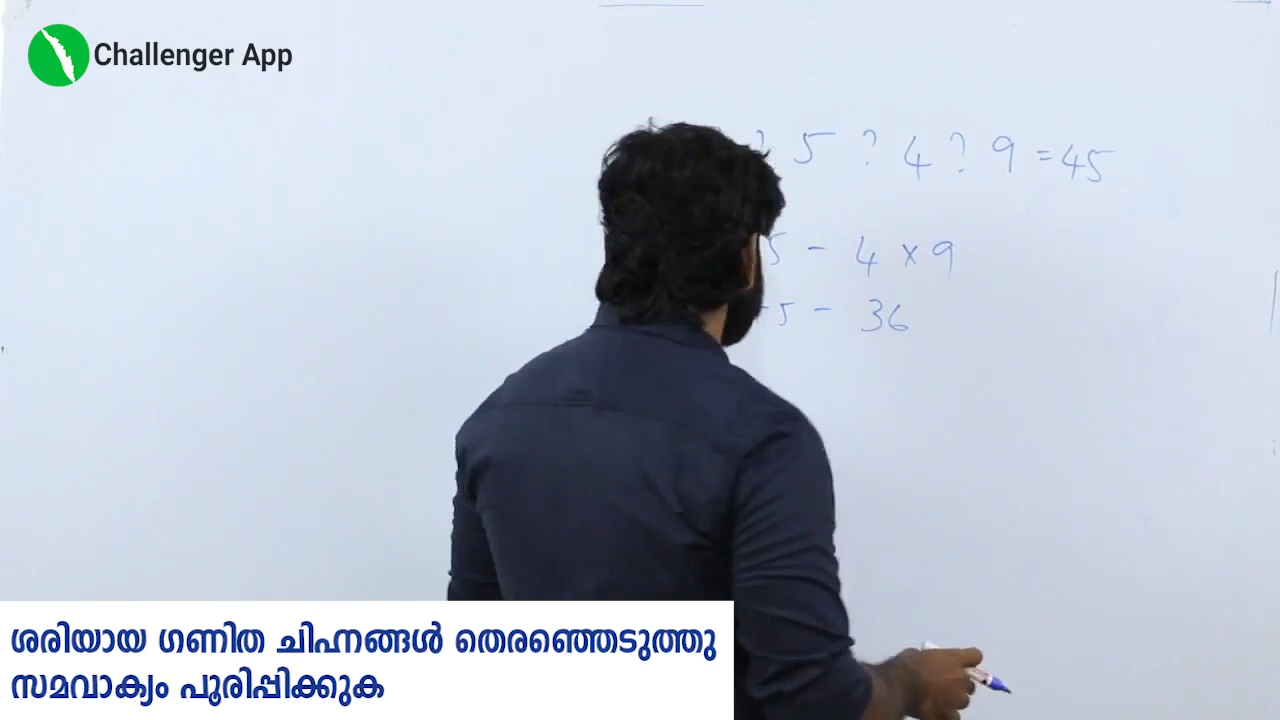 Challenger App
? 5 ? 4 ? 9 = 45
5 - 4 × 9
5 - 36
ശരിയായ ഗണിത ചിഹ്നങ്ങൾ തെരഞ്ഞെടുത്തു
സമവാക്യം പൂരിപ്പിക്കുക